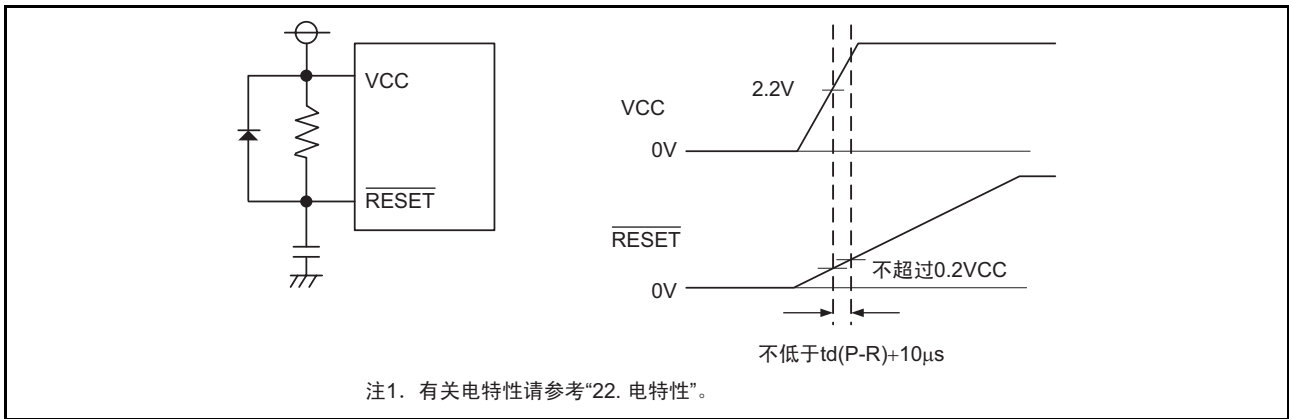 VCC
RESET
2.2V
VCC
0V
RESET
不超过0.2VCC
0V
不低于td(P-R)+10μs
注1. 有关电特性请参考“22. 电特性”。